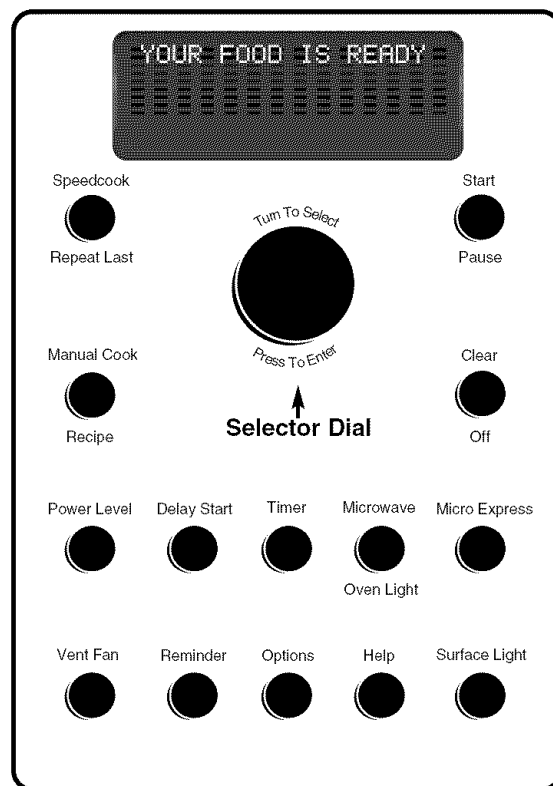 YOUR FOOD IS READY
Speedcook
Start
Turn To Select
Repeat Last
Pause
Manual Cook
Press To Enter
Clear
Recipe
Selector Dial
Off
Power Level Delay Start Timer Microwave Micro Express
Oven Light
Vent Fan Reminder Options Help Surface Light